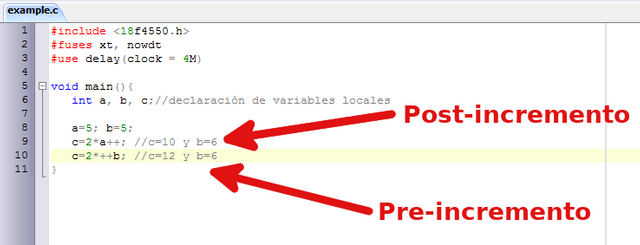 example.c
1 #include <18f4550.h>
2 #fuses xt, nowdt
3 #use delay(clock = 4M)
4
5 void main(){
6 int a, b, c;//declaración de variables locales
7
8 a=5; b=5;
9 c=2*a++; //c=10 y b=6
10 c=2*++b; //c=12 y b=6
11 }
Post-incremento
Pre-incremento